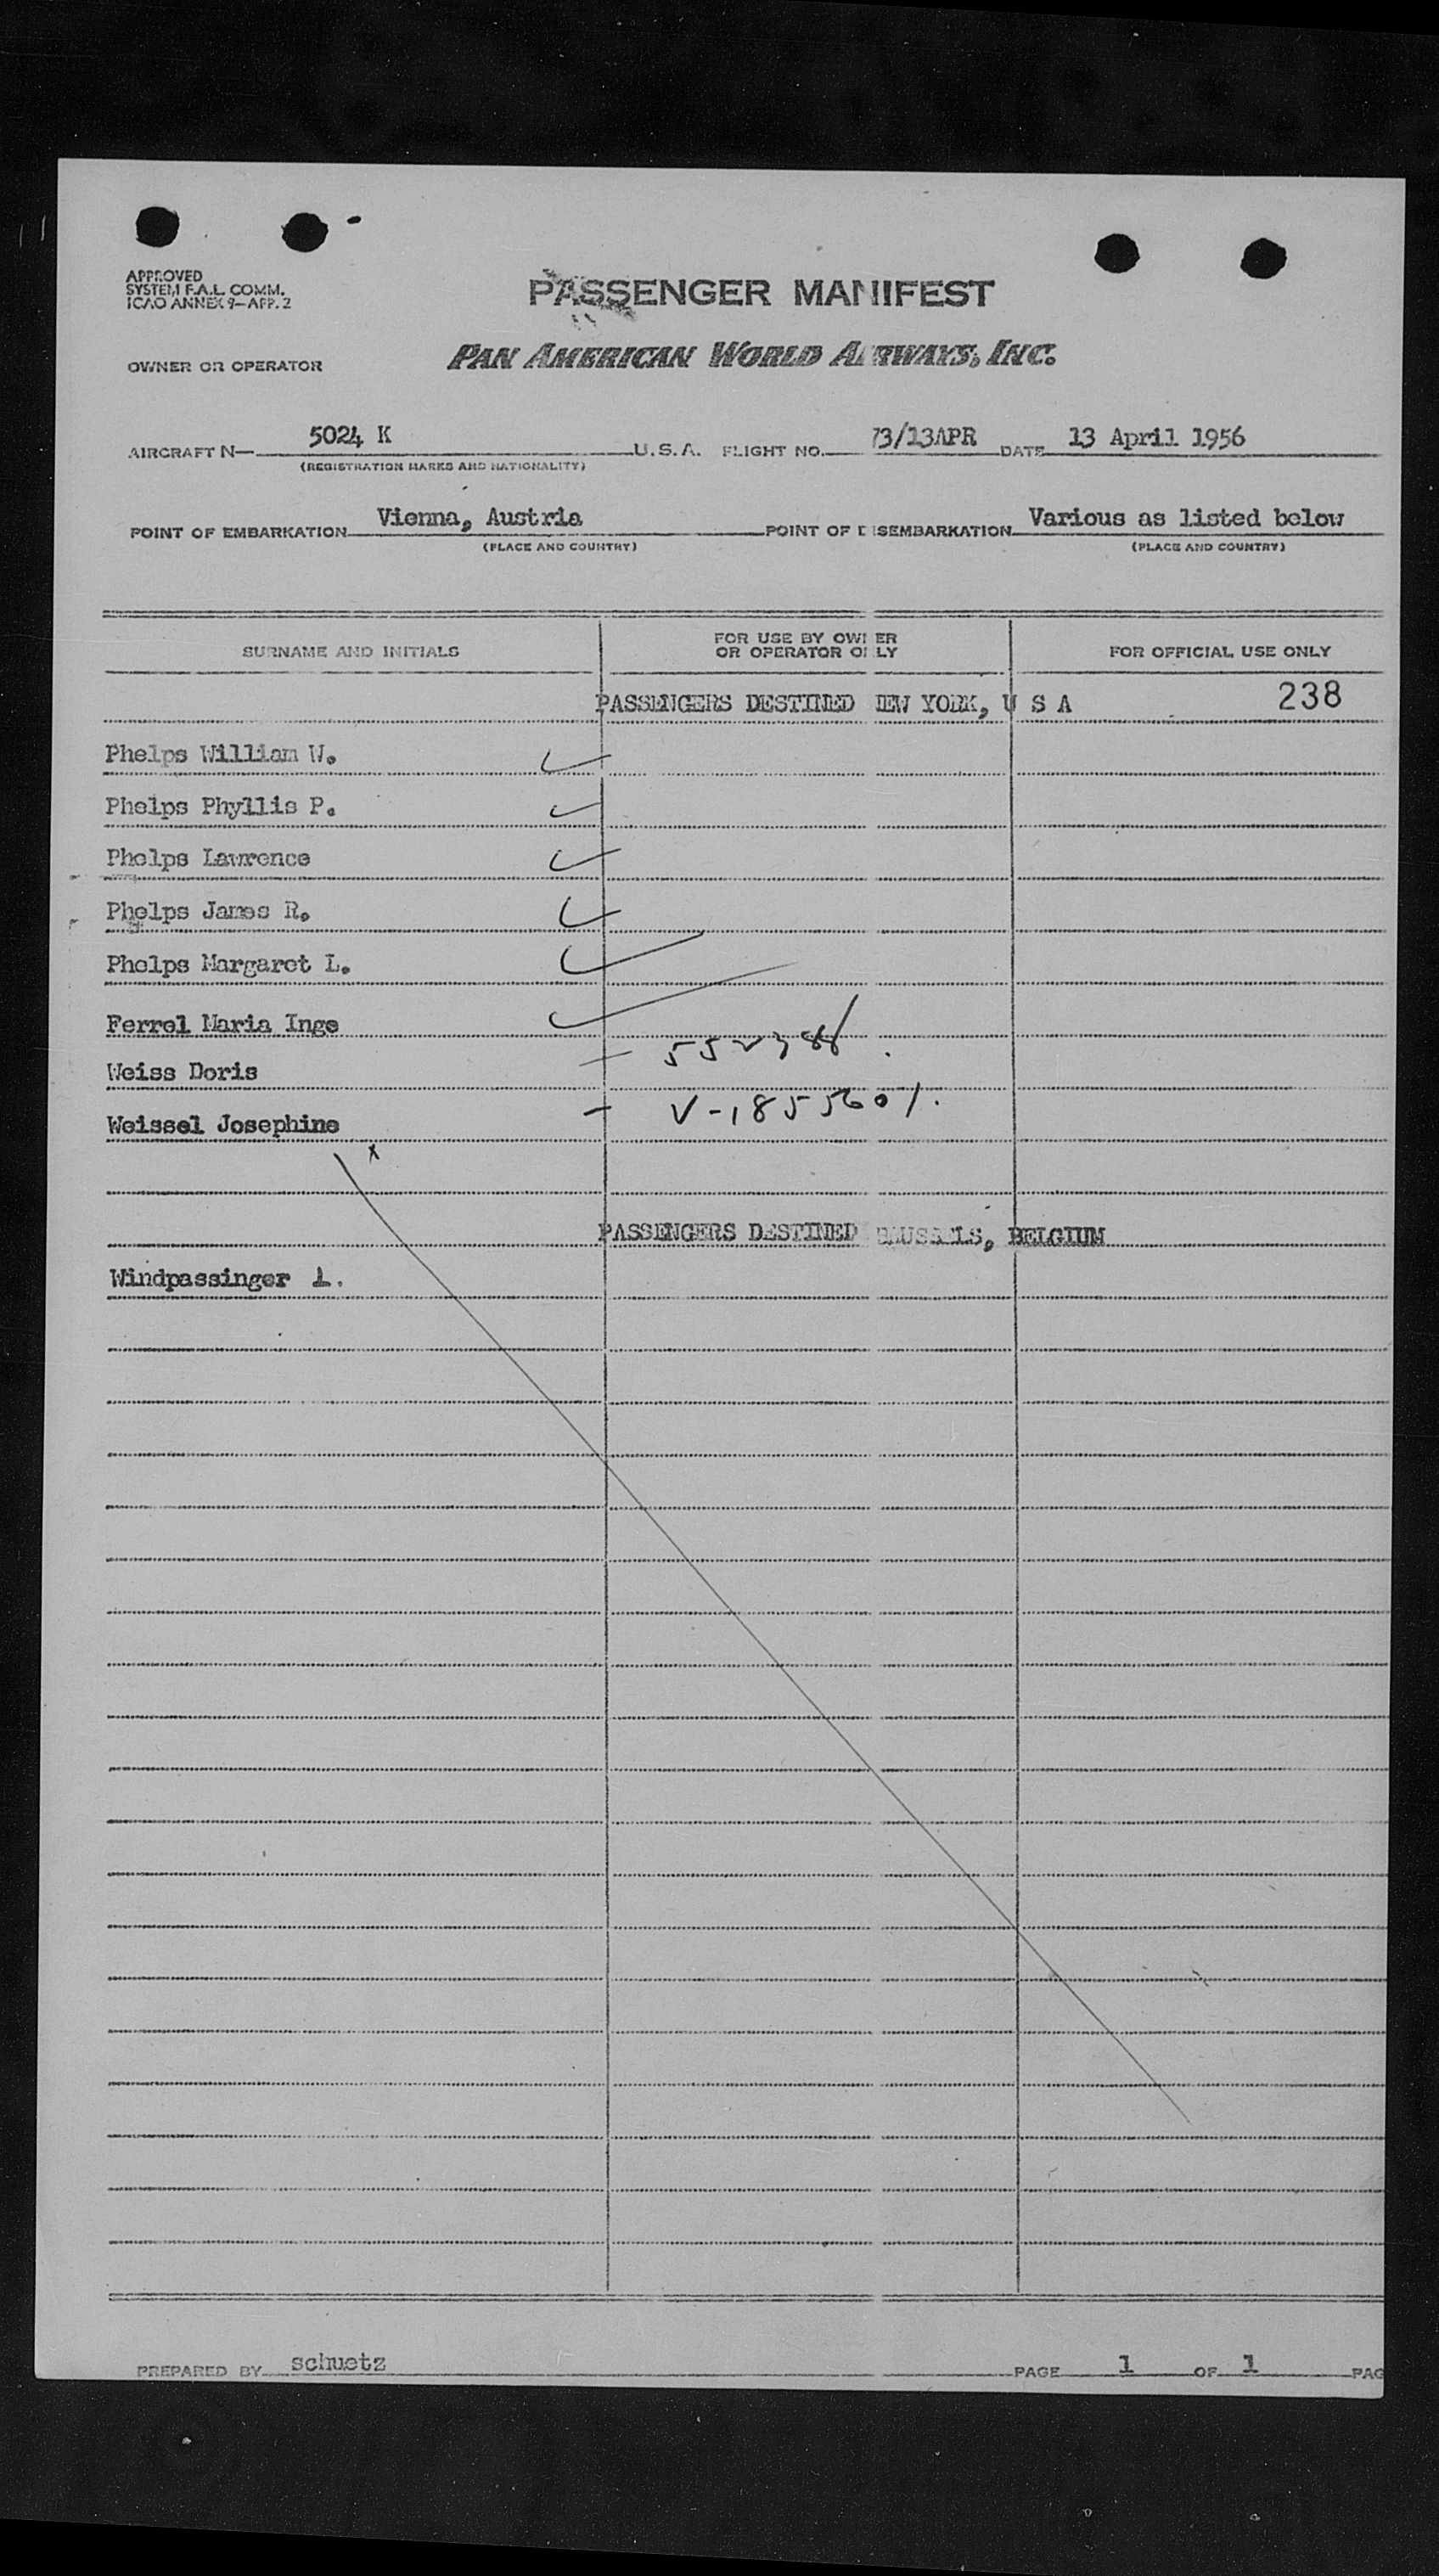 APPROVED
SYSTEM F.A.L. COMM.
ICAO ANNEX 9—APP. 2
PASSENGER MANIFEST
OWNER OR OPERATOR PAN AMERICAN WORLD AIRWAYS, INC.
AIRCRAFT N— 5024 K U.S.A. FLIGHT NO. 73/13APR DATE 13 April 1956
(REGISTRATION MARKS AND NATIONALITY)
POINT OF EMBARKATION Vienna, Austria POINT OF DISEMBARKATION Various as listed below
(PLACE AND COUNTRY) (PLACE AND COUNTRY)
SURNAME AND INITIALS FOR USE BY OWNER OR OPERATOR ONLY FOR OFFICIAL USE ONLY
PASSENGERS DESTINED NEW YORK, U S A 238
Phelps William W.
Phelps Phyllis P.
Phelps Lawrence
Phelps James R.
Phelps Margaret L.
Ferrel Maria Inge
Weiss Doris
Weissel Josephine V-1855601.
x
PASSENGERS DESTINED BRUSSELS, BELGIUM
Windpassinger
PREPARED BY schuetz PAGE 1 OF 1 PAG